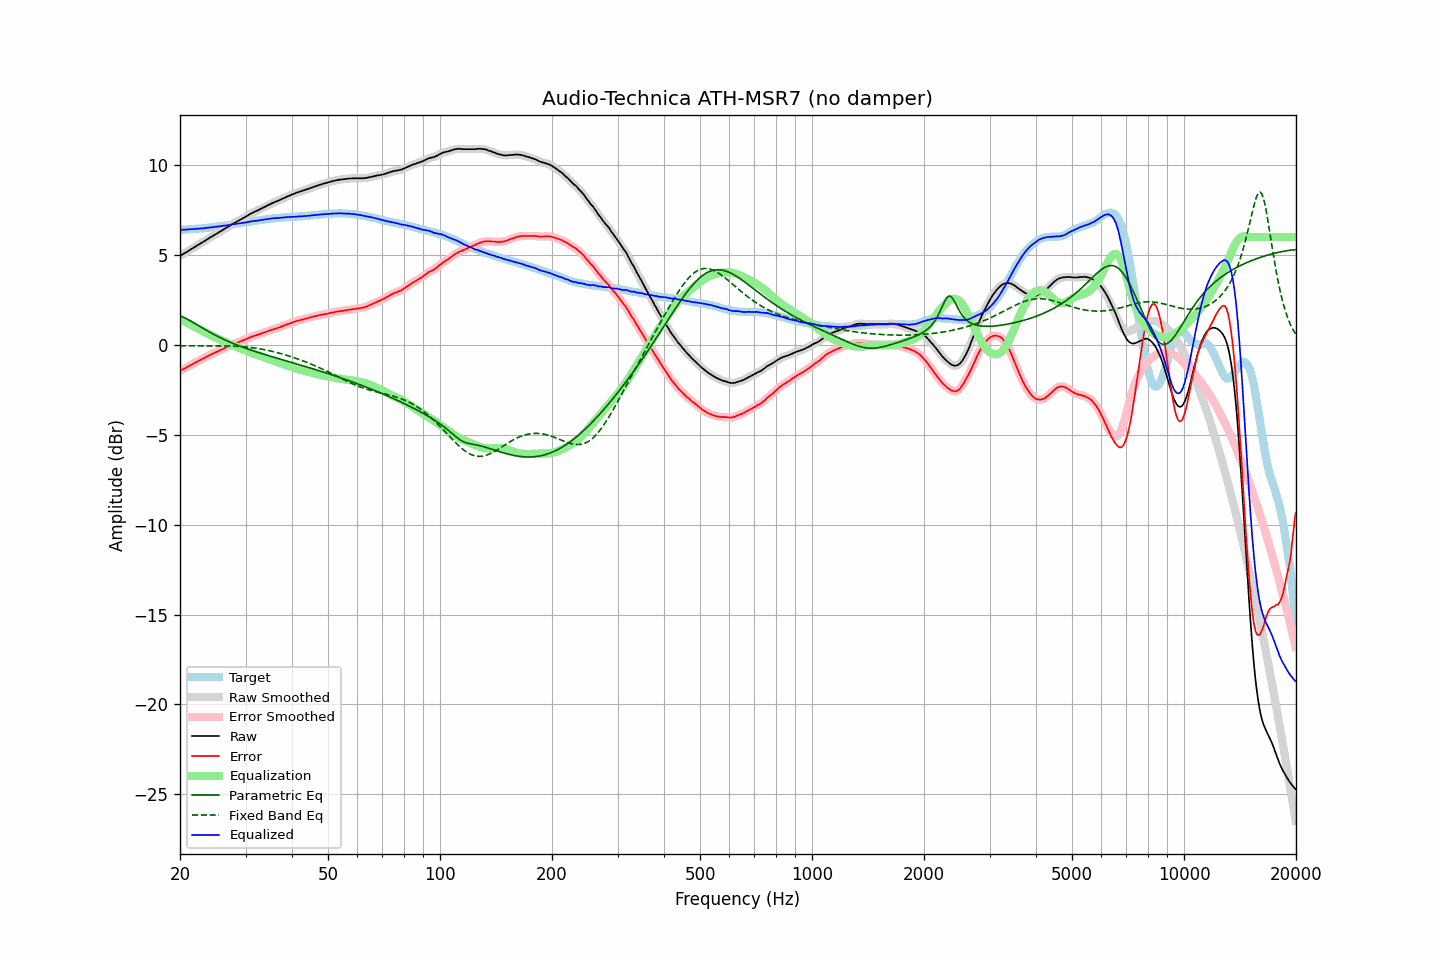 Audio-Technica ATH-MSR7 (no damper)
Amplitude (dBr)
10
5
0
−5
−10
−15
−20
−25
Target
Raw Smoothed
Error Smoothed
Raw
Error
Equalization
Parametric Eq
Fixed Band Eq
Equalized
20 50 100 200 500 1000 2000 5000 10000 20000
Frequency (Hz)